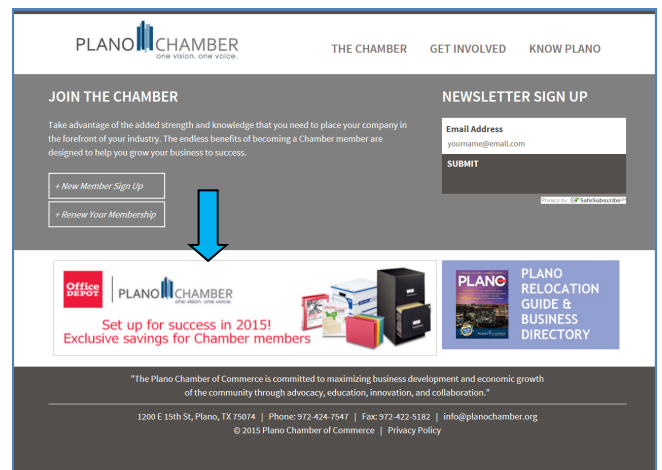 PLANO CHAMBER
one vision. one voice.
THE CHAMBER GET INVOLVED KNOW PLANO
JOIN THE CHAMBER
Take advantage of the added strength and knowledge that you need to place your company in
the forefront of your industry. The endless benefits of becoming a Chamber member are
designed to help you grow your business to success.
+ New Member Sign Up
+ Renew Your Membership
NEWSLETTER SIGN UP
Email Address
yourname@email.com
SUBMIT
Privacy by SafeSubscribe
Office
DEPOT
PLANO CHAMBER
one vision. one voice.
Set up for success in 2015!
Exclusive savings for Chamber members
PLANO
PLANO
RELOCATION
GUIDE &
BUSINESS
DIRECTORY
"The Plano Chamber of Commerce is committed to maximizing business development and economic growth
of the community through advocacy, education, innovation, and collaboration."
1200 E 15th St, Plano, TX 75074 | Phone: 972-424-7547 | Fax: 972-422-5182 | info@planochamber.org
© 2015 Plano Chamber of Commerce | Privacy Policy